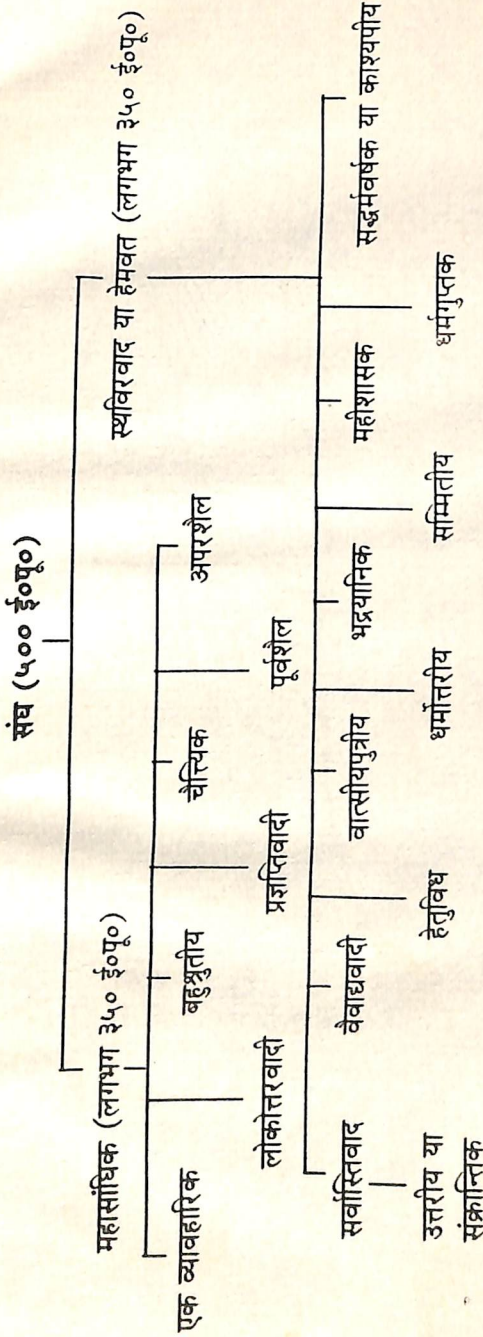 संघ (५०० ई०पू०)
महासांघिक (लगभग ३५० ई०पू०)
स्थविरवाद या हेमवत (लगभग ३५० ई०पू०)
एक व्यावहारिक
लोकोत्तरवादी
बहुश्रुतीय
प्रज्ञप्तिवादी
चैत्यिक
पूर्वशैल
अपरशैल
सर्वास्तिवाद
उत्तरीय या
संक्रान्तिक
वैवाद्यवादी
हेतुविध
वात्सीयपुत्रीय
धर्मोत्तरीय
भद्रयानिक
सम्मितीय
महीशासक
धर्मगुप्तक
सद्धर्मवर्षक या काश्यपीय